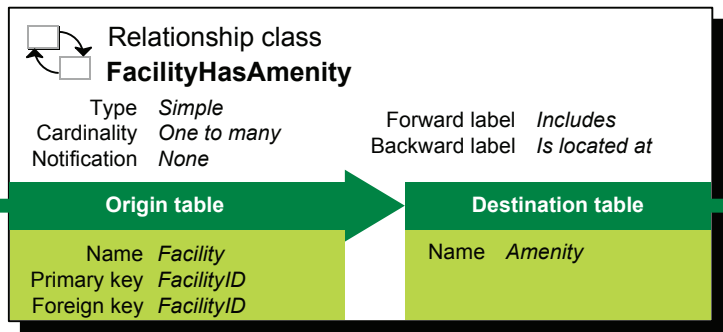 Relationship class
FacilityHasAmenity
Type Simple
Cardinality One to many
Notification None
Forward label Includes
Backward label Is located at
Origin table
Name Facility
Primary key FacilityID
Foreign key FacilityID
Destination table
Name Amenity